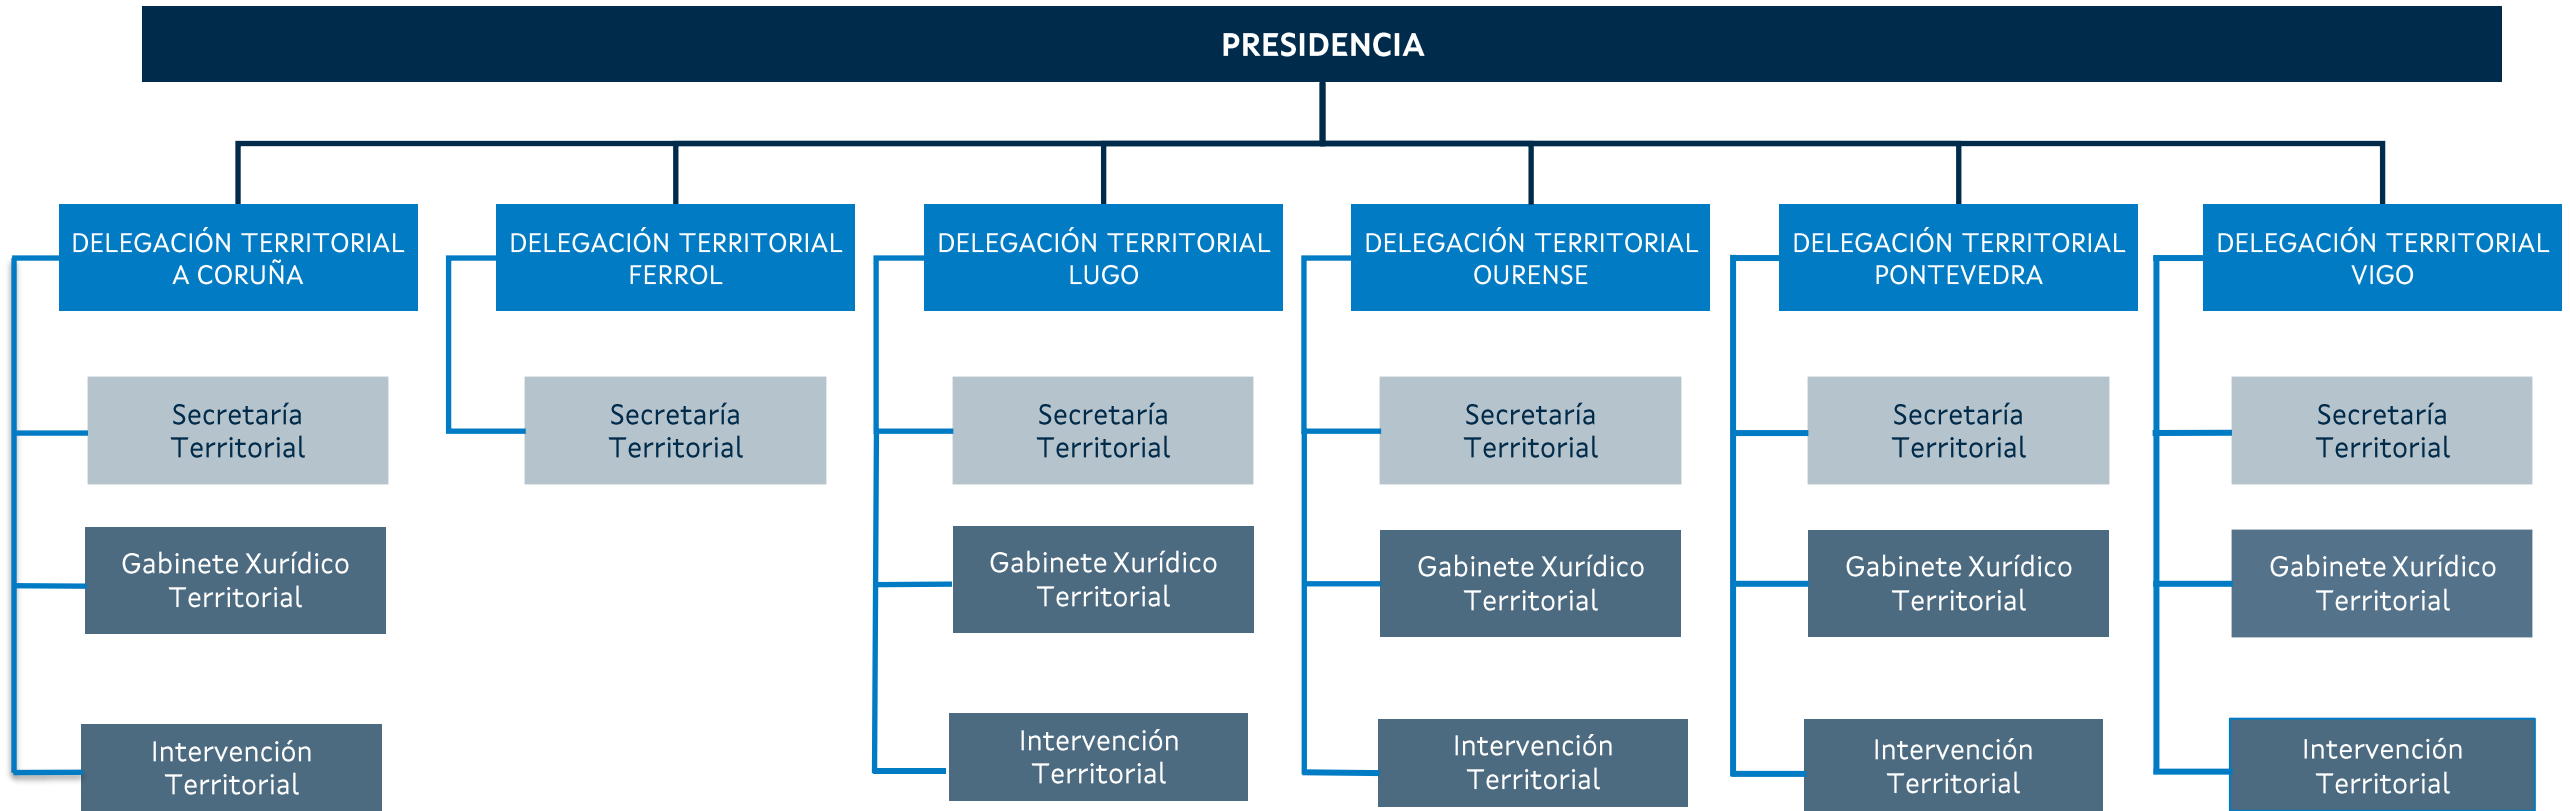 PRESIDENCIA
DELEGACIÓN TERRITORIAL
A CORUÑA
DELEGACIÓN TERRITORIAL
FERROL
DELEGACIÓN TERRITORIAL
LUGO
DELEGACIÓN TERRITORIAL
OURENSE
DELEGACIÓN TERRITORIAL
PONTEVEDRA
DELEGACIÓN TERRITORIAL
VIGO
Secretaría
Territorial
Secretaría
Territorial
Secretaría
Territorial
Secretaría
Territorial
Secretaría
Territorial
Secretaría
Territorial
Gabinete Xurídico
Territorial
Gabinete Xurídico
Territorial
Gabinete Xurídico
Territorial
Gabinete Xurídico
Territorial
Gabinete Xurídico
Territorial
Intervención
Territorial
Intervención
Territorial
Intervención
Territorial
Intervención
Territorial
Intervención
Territorial